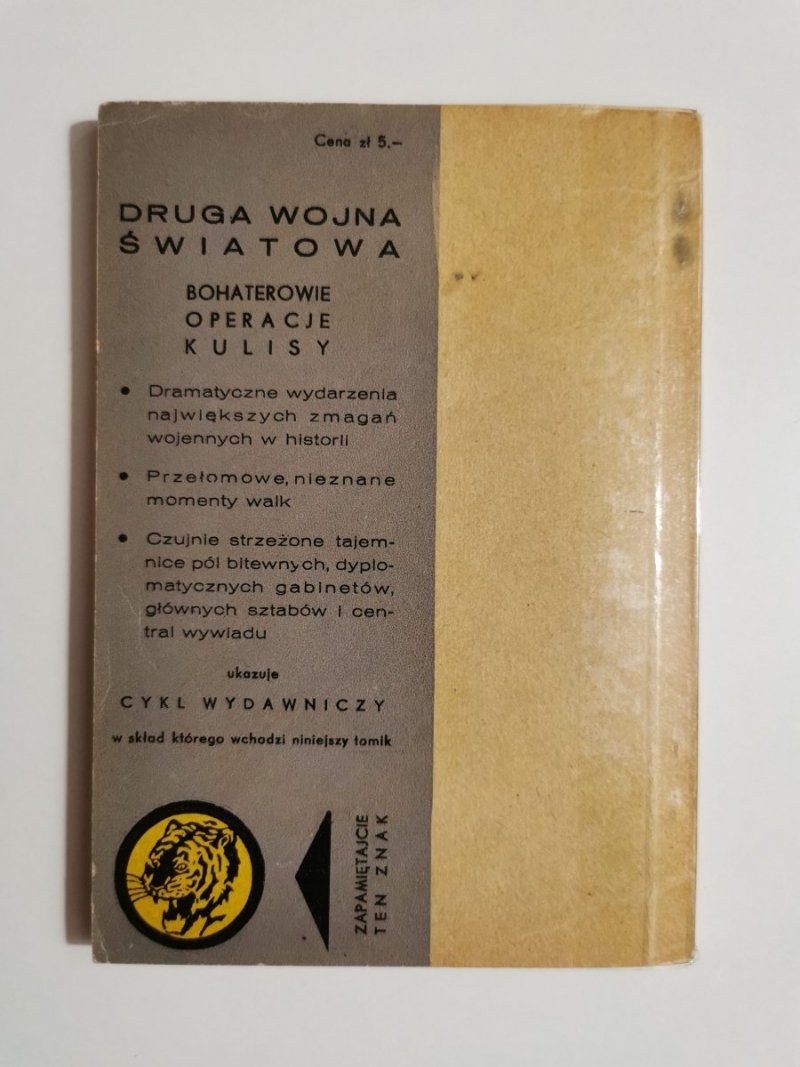 Cena zł 5.—
DRUGA WOJNA
ŚWIATOWA
BOHATEROWIE
OPERACJE
KULISY
● Dramatyczne wydarzenia
największych zmagań
wojennych w historii
● Przełomowe, nieznane
momenty walk
● Czujnie strzeżone tajem-
nice pól bitewnych, dyplo-
matycznych gabinetów,
głównych sztabów i cen-
tral wywiadu
ukazuje
CYKL WYDAWNICZY
w skład którego wchodzi niniejszy tomik
ZAPAMIĘTAJCIE
TEN ZNAK